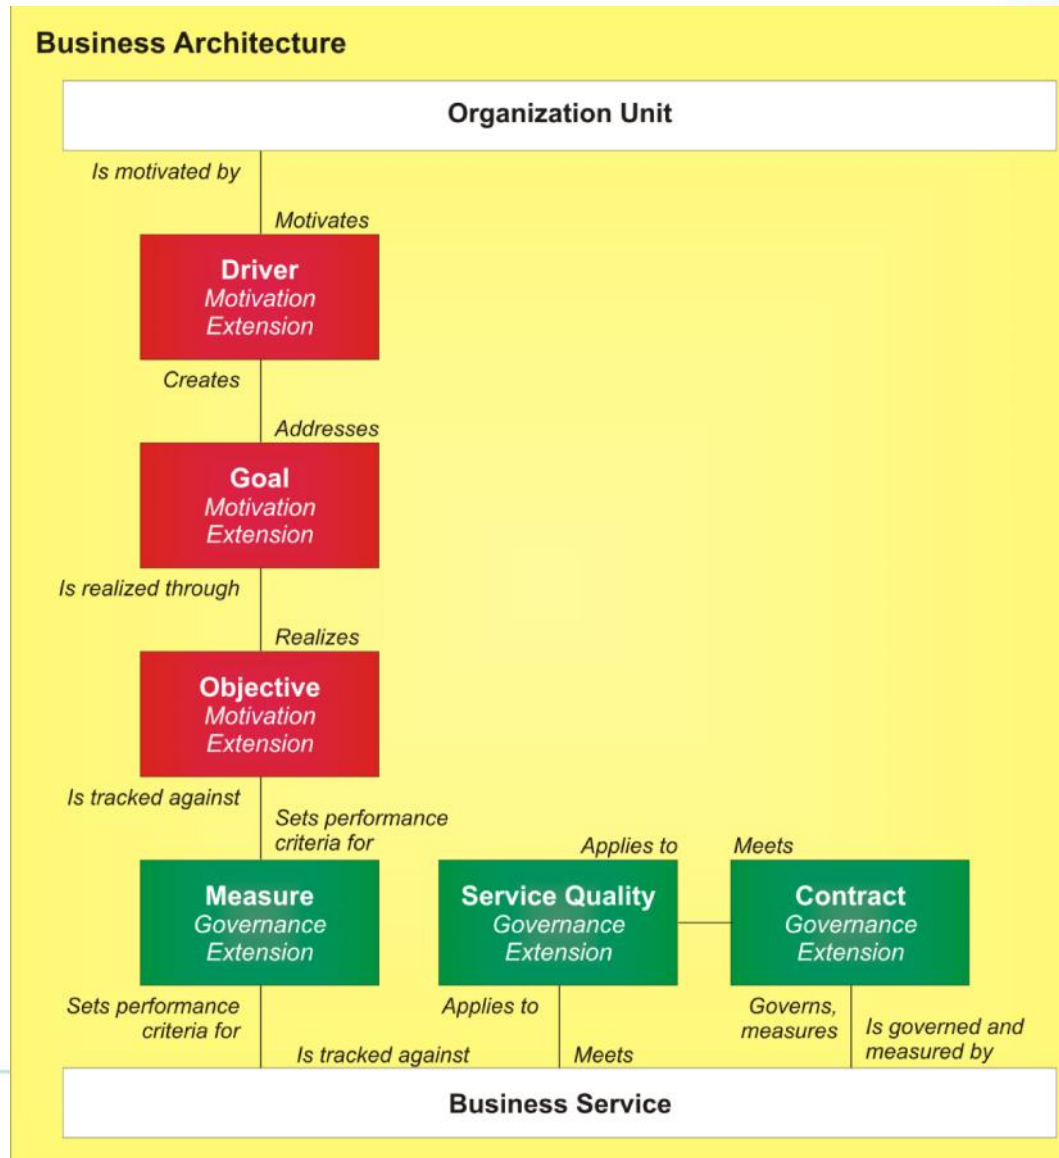 Business Architecture
Organization Unit
Is motivated by
Motivates
Driver
Motivation
Extension
Creates
Addresses
Goal
Motivation
Extension
Is realized through
Realizes
Objective
Motivation
Extension
Is tracked against
Sets performance
criteria for
Applies to
Meets
Measure
Governance
Extension
Service Quality
Governance
Extension
Contract
Governance
Extension
Sets performance
criteria for
Is tracked against
Applies to
Meets
Governs,
measures
Is governed and
measured by
Business Service